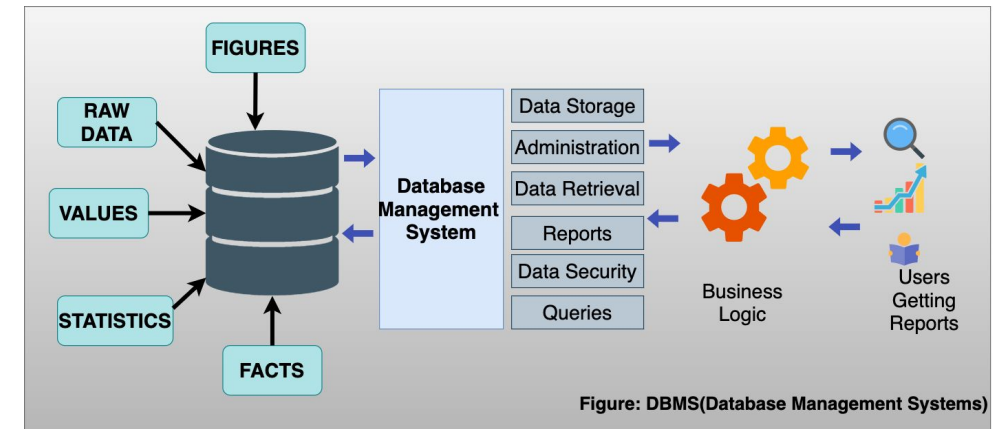 FIGURES
RAW
DATA
VALUES
STATISTICS
FACTS
Database
Management
System
Data Storage
Administration
Data Retrieval
Reports
Data Security
Queries
Business
Logic
Users
Getting
Reports
Figure: DBMS(Database Management Systems)